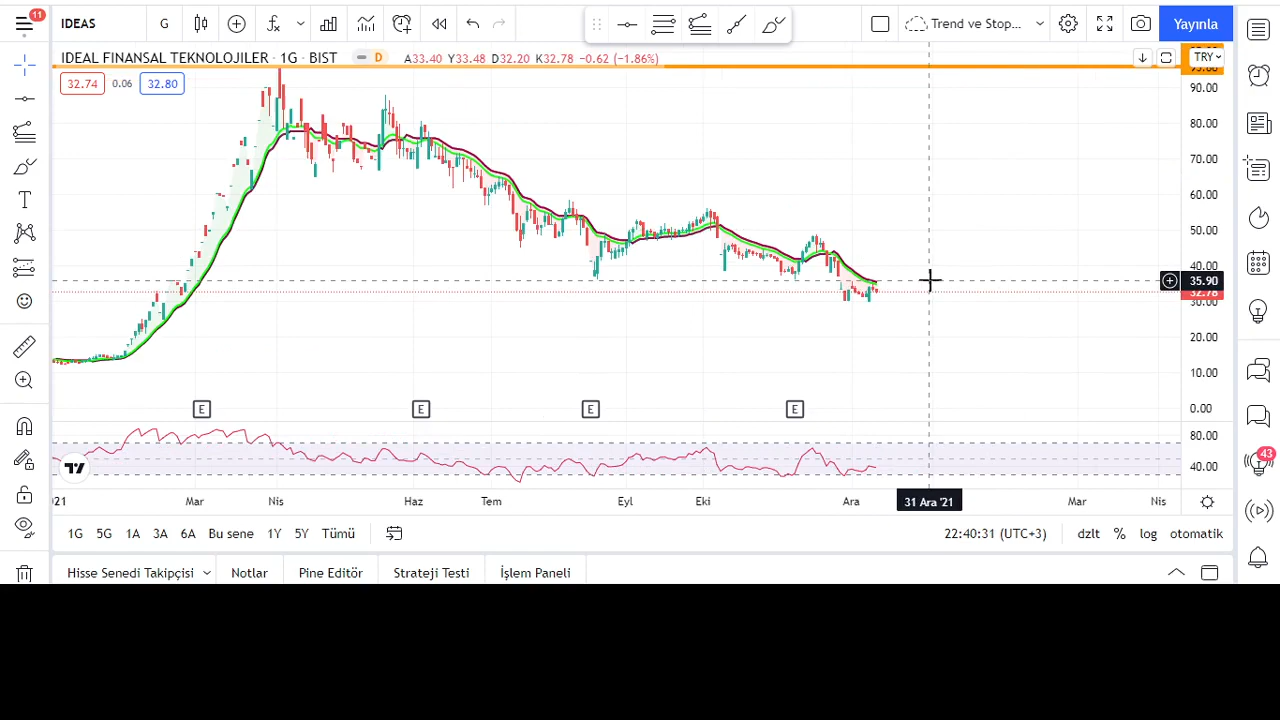 11
IDEAS
G
Trend ve Stop...
Yayınla
IDEAL FINANSAL TEKNOLOJILER · 1G · BIST
D
A33.40 Y33.48 D32.20 K32.78 −0.62 (−1.86%)
TRY
32.74
0.06
32.80
90.00
80.00
70.00
60.00
50.00
40.00
35.90
32.78
30.00
20.00
10.00
0.00
E
E
E
E
80.00
40.00
T
43
21
Mar
Nis
Haz
Tem
Eyl
Eki
Ara
31 Ara '21
Mar
Nis
1G
5G
1A
3A
6A
Bu sene
1Y
5Y
Tümü
22:40:31 (UTC+3)
dzlt
%
log
otomatik
Hisse Senedi Takipçisi
Notlar
Pine Editör
Strateji Testi
İşlem Paneli